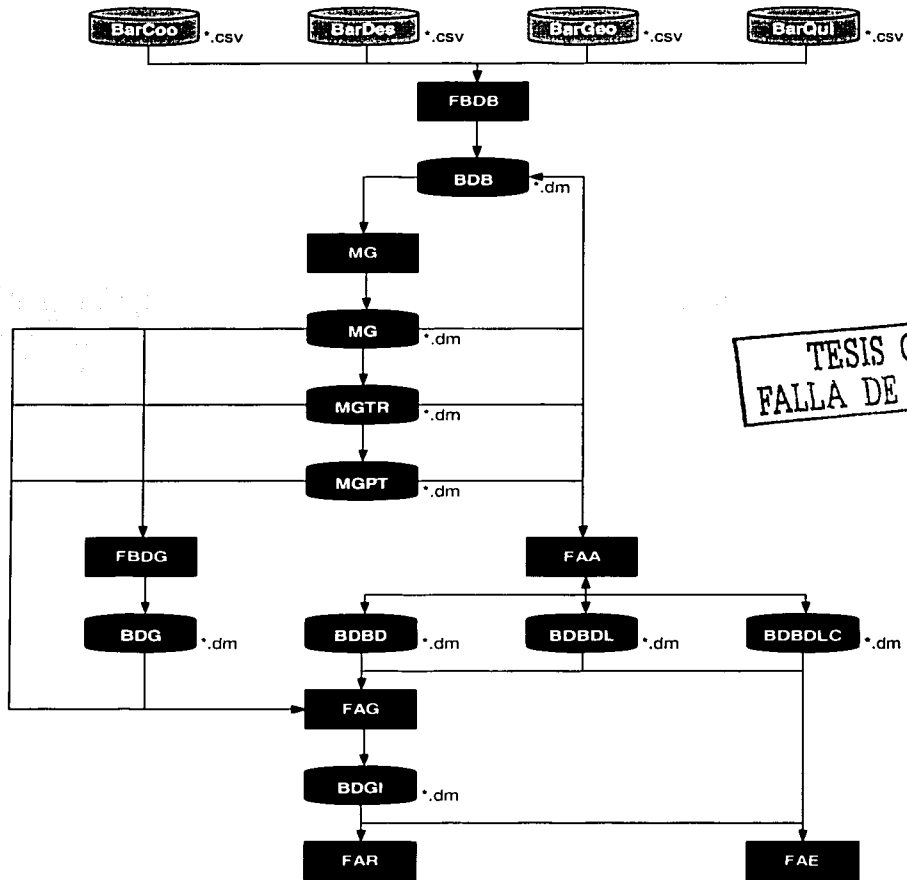 BarCoo *.csv BarDes *.csv BarGeo *.csv BarQui *.csv
FBDB
BDB *.dm
MG
MG *.dm
MGTR *.dm
TESIS
FALLA DE
MGPT *.dm
FBDG FAA
BDG *.dm BDBD *.dm BDBDL *.dm BDBDLC *.dm
FAG
BDGI *.dm
FAR FAE